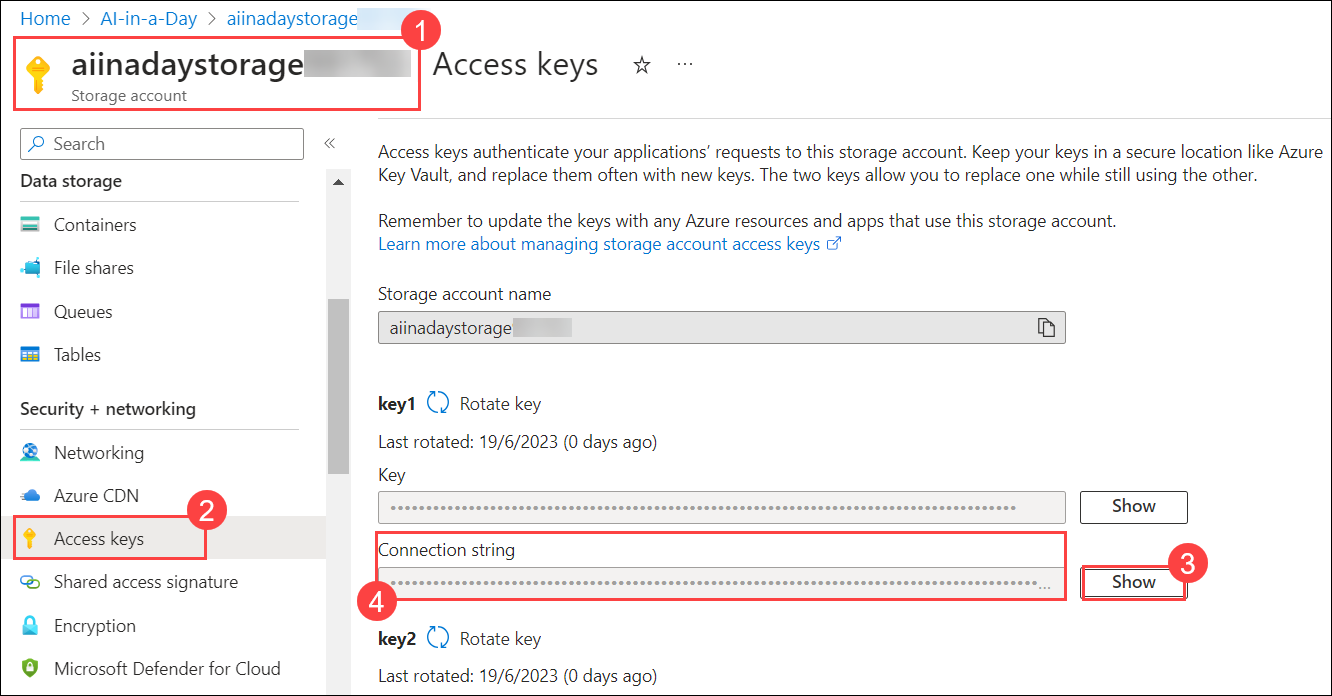 Home > AI-in-a-Day > aiinadaystorage
1
aiinadaystorage
Access keys
...
Storage account
Search
«
Data storage
Containers
File shares
Queues
Tables
Security + networking
Networking
Azure CDN
2
Access keys
Shared access signature
Encryption
Microsoft Defender for Cloud
Access keys authenticate your applications’ requests to this storage account. Keep your keys in a secure location like Azure
Key Vault, and replace them often with new keys. The two keys allow you to replace one while still using the other.
Remember to update the keys with any Azure resources and apps that use this storage account.
Learn more about managing storage account access keys
Storage account name
aiinadaystorage
key1 Rotate key
Last rotated: 19/6/2023 (0 days ago)
Key
Show
Connection string
3
Show
4
key2 Rotate key
Last rotated: 19/6/2023 (0 days ago)